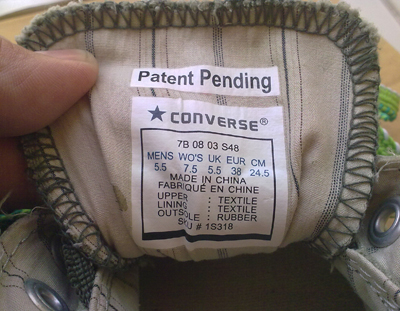 Patent Pending
★ CONVERSE®
7B 08 03 S48
MENS WO'S UK EUR CM
5.5 7.5 5.5 38 24.5
MADE IN CHINA
FABRIQUÉ EN CHINE
UPPER : TEXTILE
LINING : TEXTILE
OUTSOLE : RUBBER
SKU # 1S318